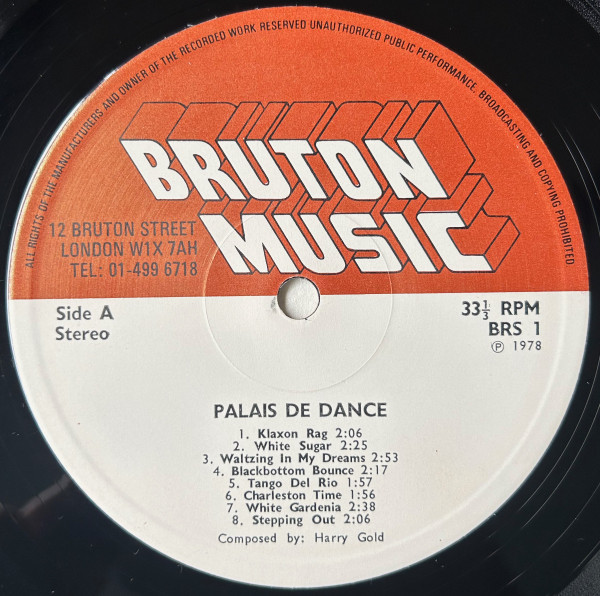 ALL RIGHTS OF THE MANUFACTURERS AND OWNER OF THE RECORDED WORK RESERVED UNAUTHORIZED PUBLIC PERFORMANCE, BROADCASTING AND COPYING PROHIBITED
BRUTON
MUSIC
12 BRUTON STREET
LONDON W1X 7AH
TEL: 01-499 6718
Side A
Stereo
33⅓ RPM
BRS 1
℗ 1978
PALAIS DE DANCE
1. Klaxon Rag 2:06
2. White Sugar 2:25
3. Waltzing In My Dreams 2:53
4. Blackbottom Bounce 2:17
5. Tango Del Rio 1:57
6. Charleston Time 1:56
7. White Gardenia 2:38
8. Stepping Out 2:06
Composed by: Harry Gold